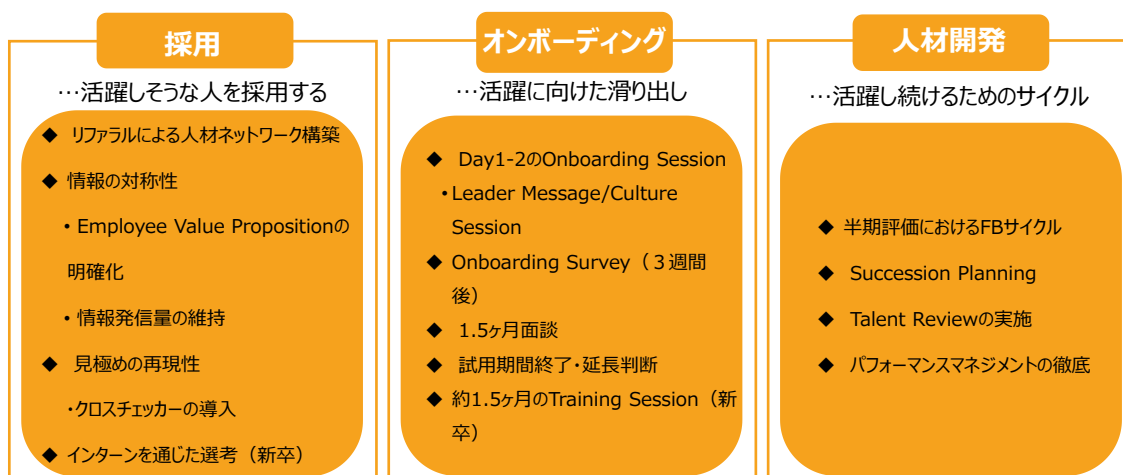 採用
…活躍しそうな人を採用する
◆ リファラルによる人材ネットワーク構築
◆ 情報の対称性
・Employee Value Propositionの
明確化
・情報発信量の維持
◆ 見極めの再現性
・クロスチェッカーの導入
◆ インターンを通じた選考（新卒）
オンボーディング
…活躍に向けた滑り出し
◆ Day1-2のOnboarding Session
・Leader Message/Culture
Session
◆ Onboarding Survey（３週間
後）
◆ 1.5ヶ月面談
◆ 試用期間終了・延長判断
◆ 約1.5ヶ月のTraining Session（新
卒）
人材開発
…活躍し続けるためのサイクル
◆ 半期評価におけるFBサイクル
◆ Succession Planning
◆ Talent Reviewの実施
◆ パフォーマンスマネジメントの徹底